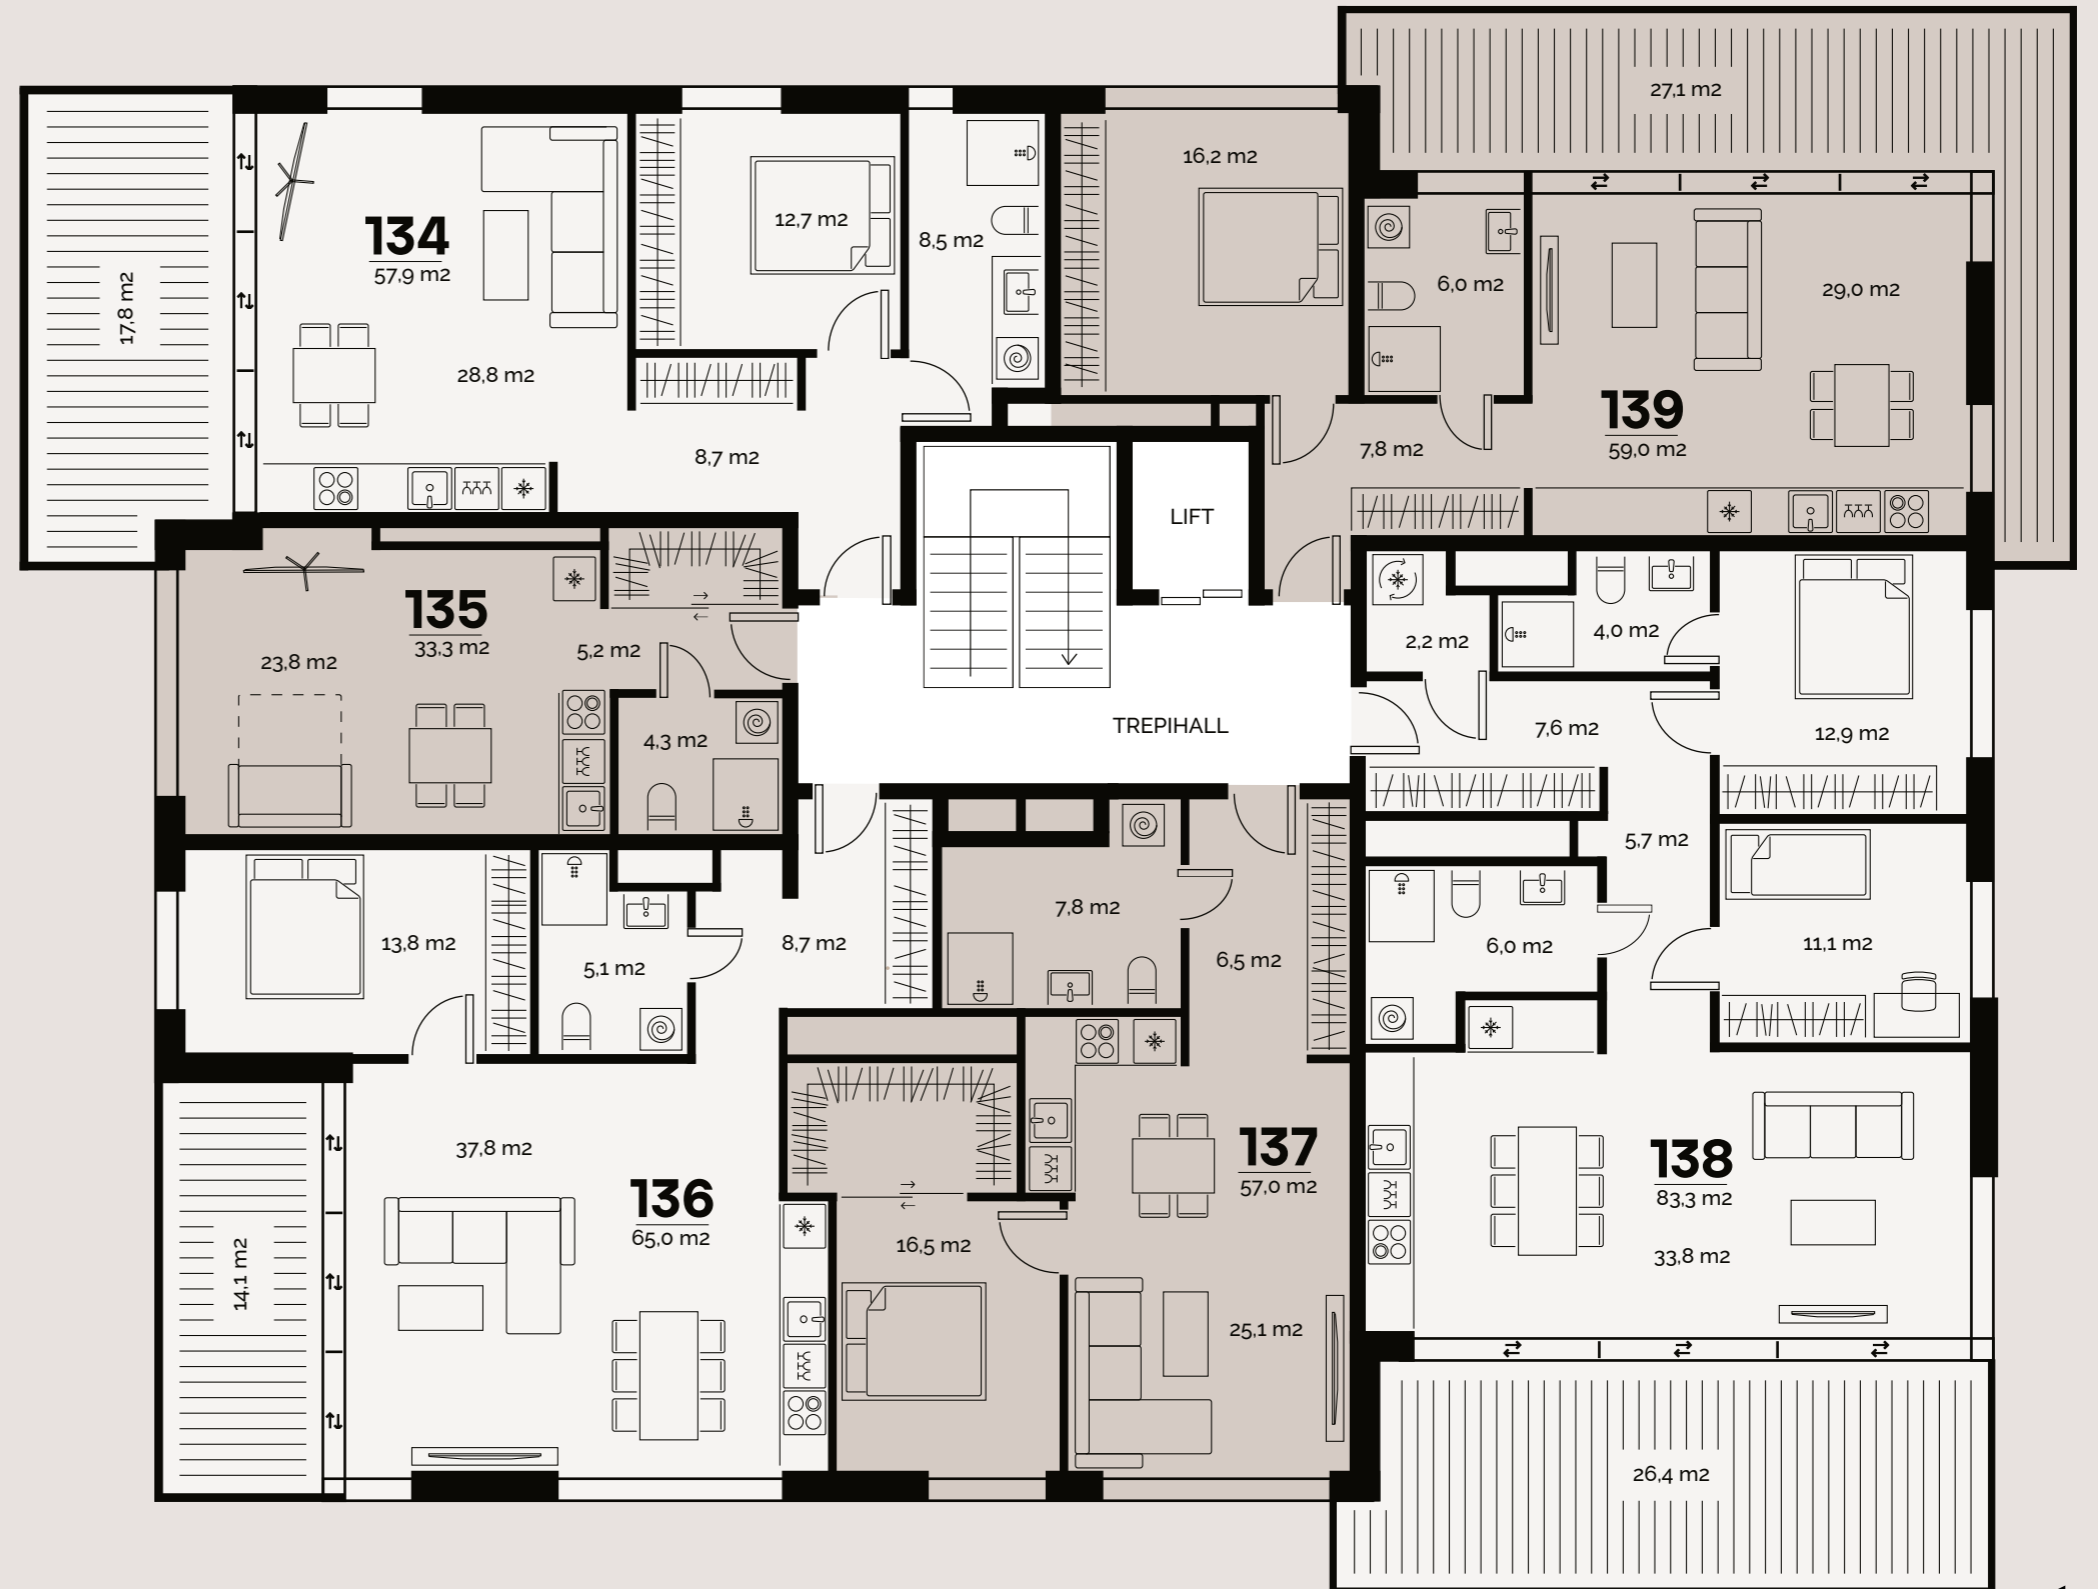 27,1 m2
16,2 m2
134
57,9 m2
12,7 m2
8,5 m2
17,8 m2
28,8 m2
8,7 m2
6,0 m2
29,0 m2
139
59,0 m2
7,8 m2
LIFT
135
33,3 m2
23,8 m2
5,2 m2
4,3 m2
TREPIHALL
2,2 m2
4,0 m2
7,6 m2
12,9 m2
5,7 m2
13,8 m2
5,1 m2
8,7 m2
7,8 m2
6,5 m2
6,0 m2
11,1 m2
37,8 m2
136
65,0 m2
14,1 m2
16,5 m2
137
57,0 m2
25,1 m2
138
83,3 m2
33,8 m2
26,4 m2